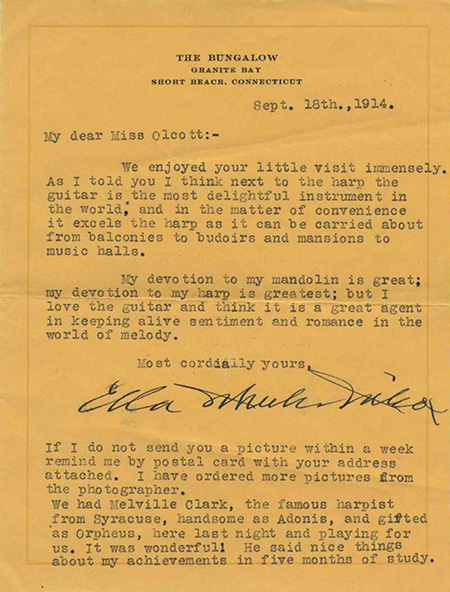 THE BUNGALOW
GRANITE BAY
SHORT BEACH, CONNECTICUT
Sept. 18th.,1914.
My dear Miss Olcott:-
We enjoyed your little visit immensely.
As I told you I think next to the harp the
guitar is the most delightful instrument in
the world, and in the matter of convenience
it excels the harp as it can be carried about
from balconies to budoirs and mansions to
music halls.
My devotion to my mandolin is great;
my devotion to my harp is greatest; but I
love the guitar and think it is a great agent
in keeping alive sentiment and romance in the
world of melody.
Most cordially yours,
Ella Wheeler Wilcox
If I do not send you a picture within a week
remind me by postal card with your address
attached. I have ordered more pictures from
the photographer.
We had Melville Clark, the famous harpist
from Syracuse, handsome as Adonis, and gifted
as Orpheus, here last night and playing for
us. It was wonderful! He said nice things
about my achievements in five months of study.